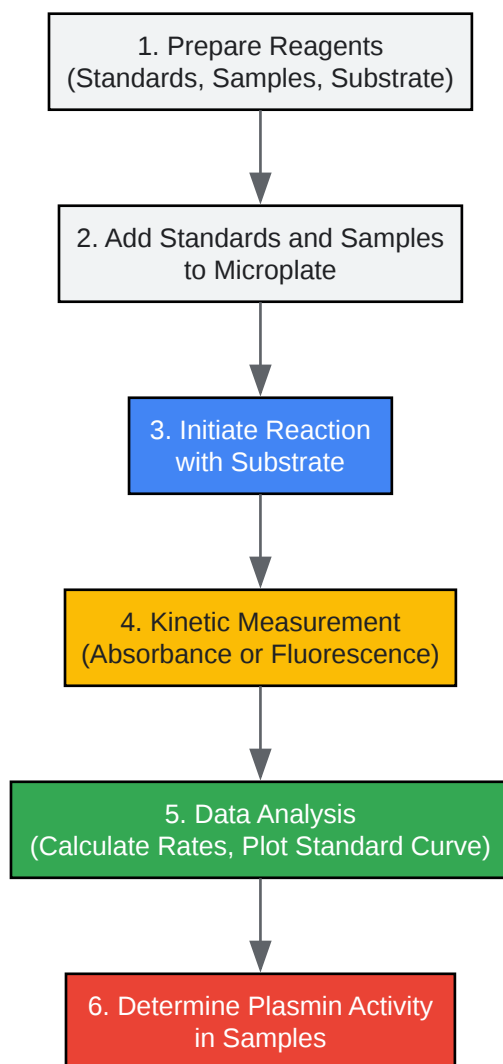 1. Prepare Reagents
(Standards, Samples, Substrate)
2. Add Standards and Samples
to Microplate
3. Initiate Reaction
with Substrate
4. Kinetic Measurement
(Absorbance or Fluorescence)
5. Data Analysis
(Calculate Rates, Plot Standard Curve)
6. Determine Plasmin Activity
in Samples